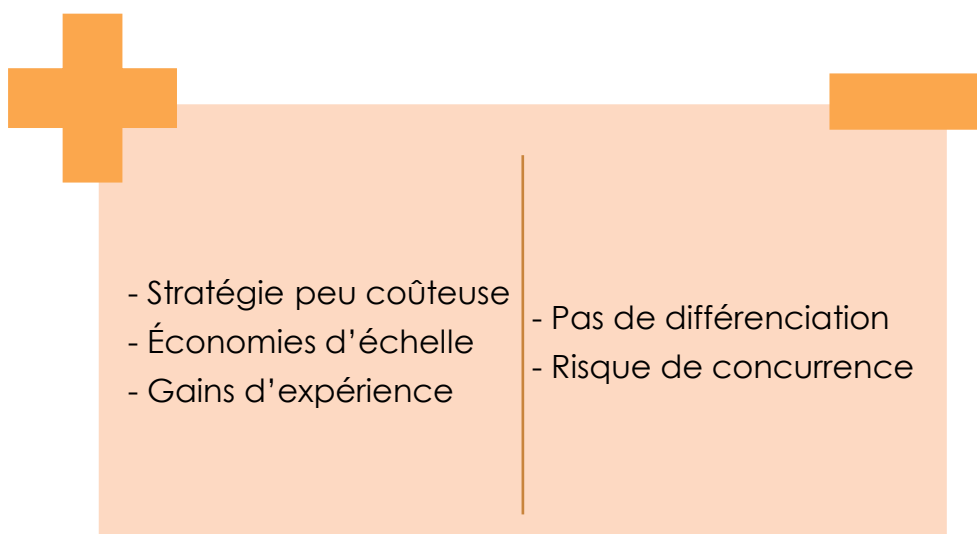 - Stratégie peu coûteuse
- Économies d’échelle
- Gains d’expérience
- Pas de différenciation
- Risque de concurrence